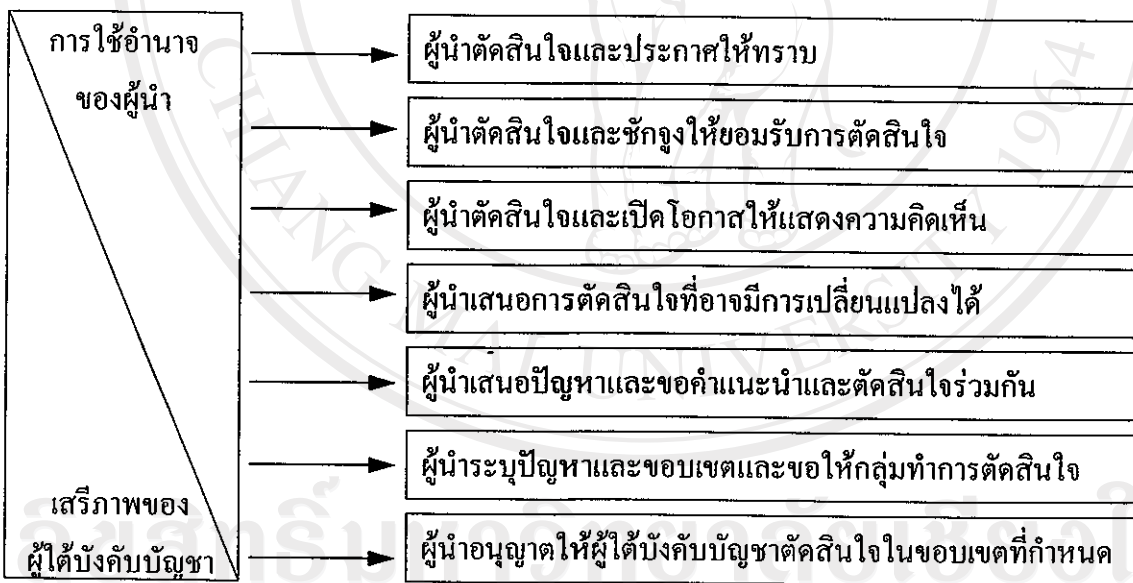 การใช้อำนาจ
ของผู้นำ
ผู้นำตัดสินใจและประกาศให้ทราบ
ผู้นำตัดสินใจและชักจูงให้ยอมรับการตัดสินใจ
ผู้นำตัดสินใจและเปิดโอกาสให้แสดงความคิดเห็น
ผู้นำเสนอการตัดสินใจที่อาจมีการเปลี่ยนแปลงได้
ผู้นำเสนอปัญหาและขอคำแนะนำและตัดสินใจร่วมกัน
ผู้นำระบุปัญหาและขอบเขตและขอให้กลุ่มทำการตัดสินใจ
ผู้นำอนุญาตให้ผู้ใต้บังคับบัญชาตัดสินใจในขอบเขตที่กำหนด
เสรีภาพของ
ผู้ใต้บังคับบัญชา
CHIANG MAI UNIVERSITY 1964